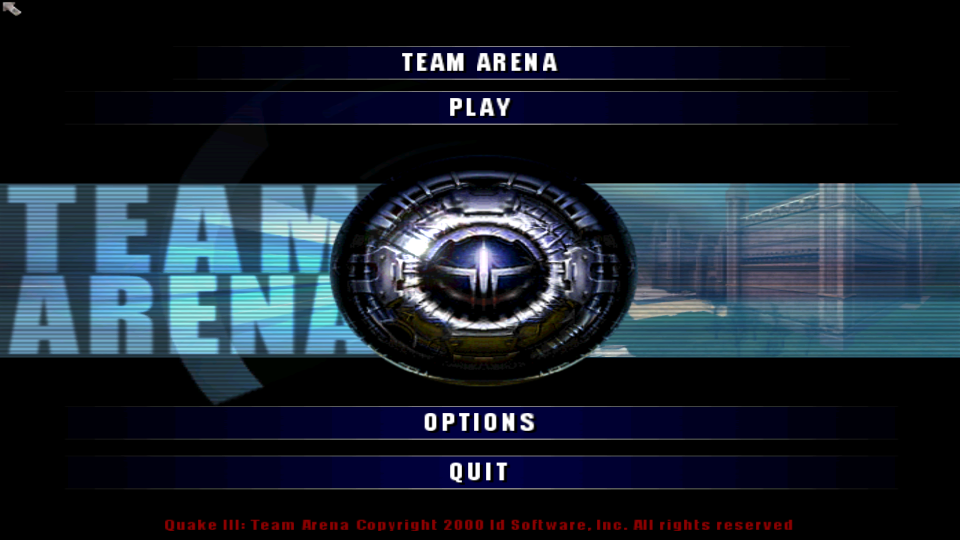 TEAM ARENA
PLAY
TEAM
ARENA
OPTIONS
QUIT
Quake III: Team Arena Copyright 2000 Id Software, Inc. All rights reserved